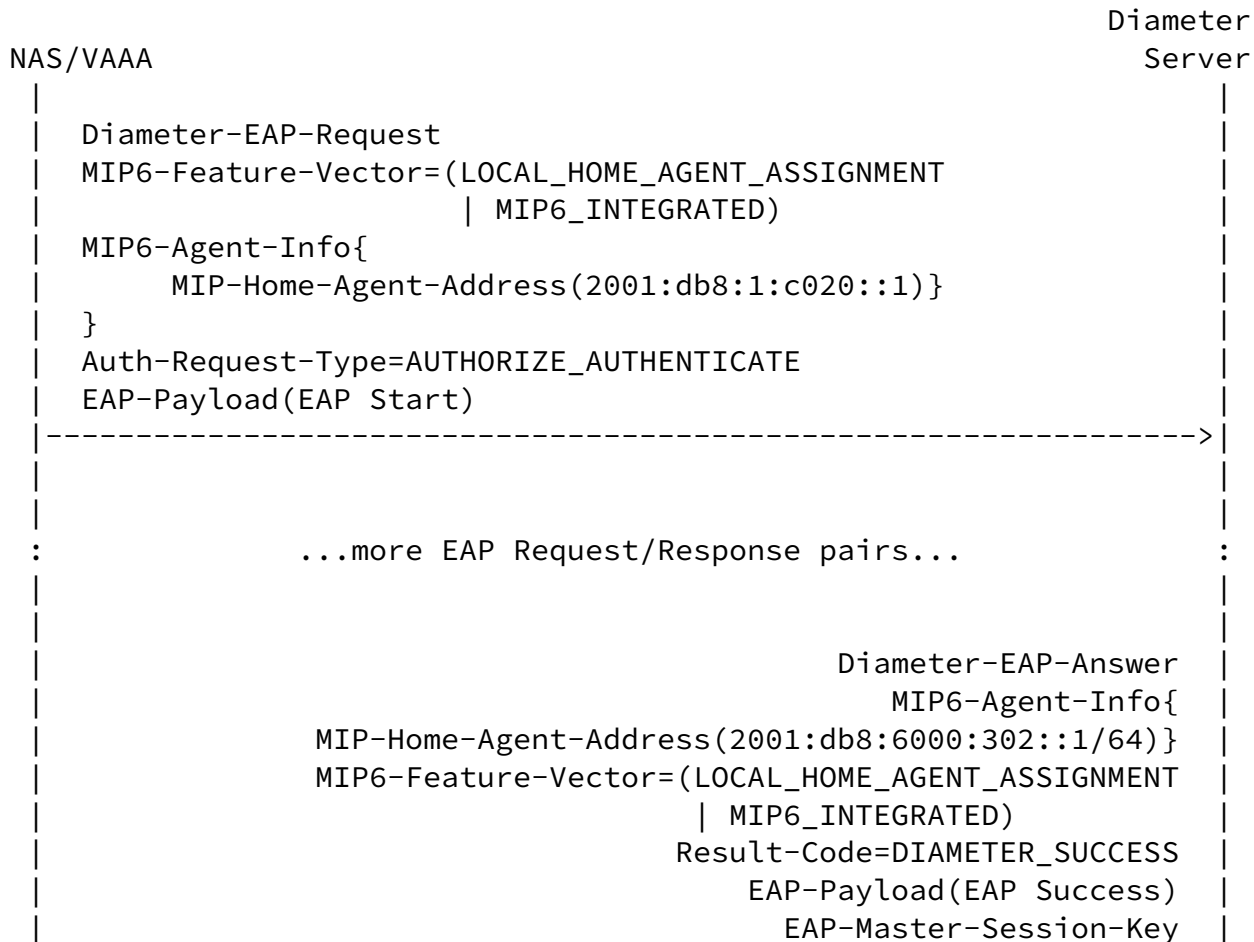 Diameter
NAS/VAAA                                                       Server
 |                                                                 |
 |  Diameter-EAP-Request                                           |
 |  MIP6-Feature-Vector=(LOCAL_HOME_AGENT_ASSIGNMENT               |
 |                       | MIP6_INTEGRATED)                        |
 |  MIP6-Agent-Info{                                               |
 |       MIP-Home-Agent-Address(2001:db8:1:c020::1)}               |
 |  }                                                              |
 |  Auth-Request-Type=AUTHORIZE_AUTHENTICATE                       |
 |  EAP-Payload(EAP Start)                                         |
 |---------------------------------------------------------------->|
 |                                                                 |
 |                                                                 |
 :              ...more EAP Request/Response pairs...              :
 |                                                                 |
 |                                                                 |
 |                                            Diameter-EAP-Answer  |
 |                                               MIP6-Agent-Info{  |
 |               MIP-Home-Agent-Address(2001:db8:6000:302::1/64)}  |
 |               MIP6-Feature-Vector=(LOCAL_HOME_AGENT_ASSIGNMENT  |
 |                                    | MIP6_INTEGRATED)           |
 |                                   Result-Code=DIAMETER_SUCCESS  |
 |                                       EAP-Payload(EAP Success)  |
 |                                         EAP-Master-Session-Key  |